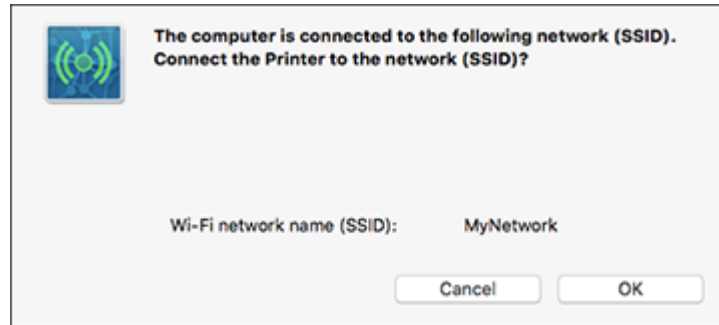 The computer is connected to the following network (SSID).
Connect the Printer to the network (SSID)?
Wi-Fi network name (SSID): MyNetwork
Cancel OK